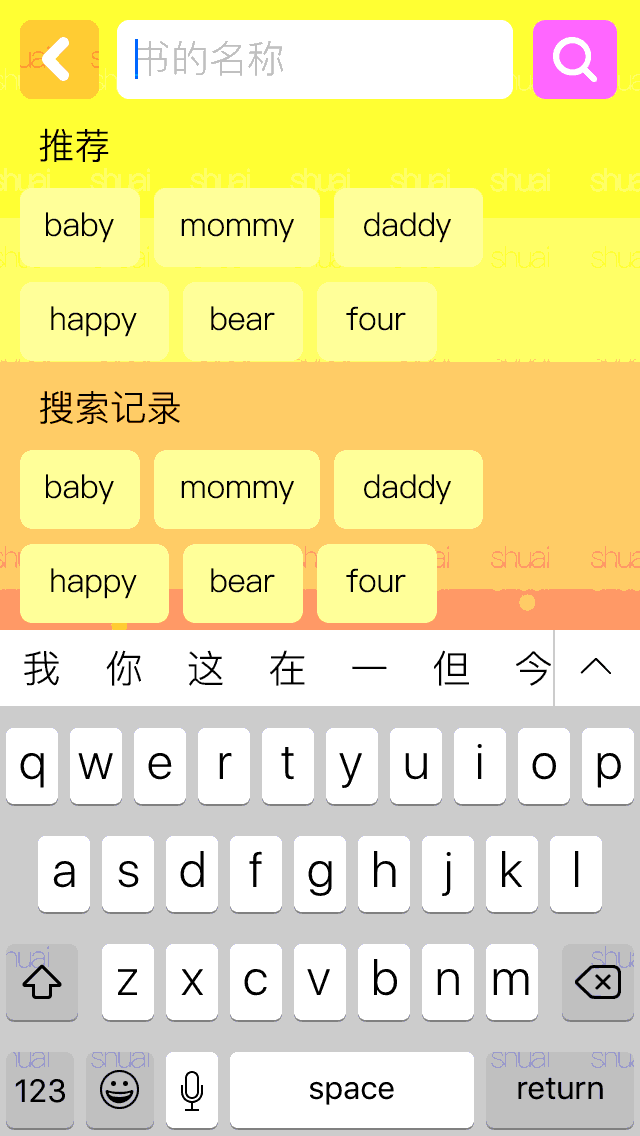 书的名称
推荐
baby mommy daddy
happy bear four
搜索记录
baby mommy daddy
happy bear four
我 你 这 在 一 但 今
q w e r t y u i o p
a s d f g h j k l
z x c v b n m
123 space return
shuai